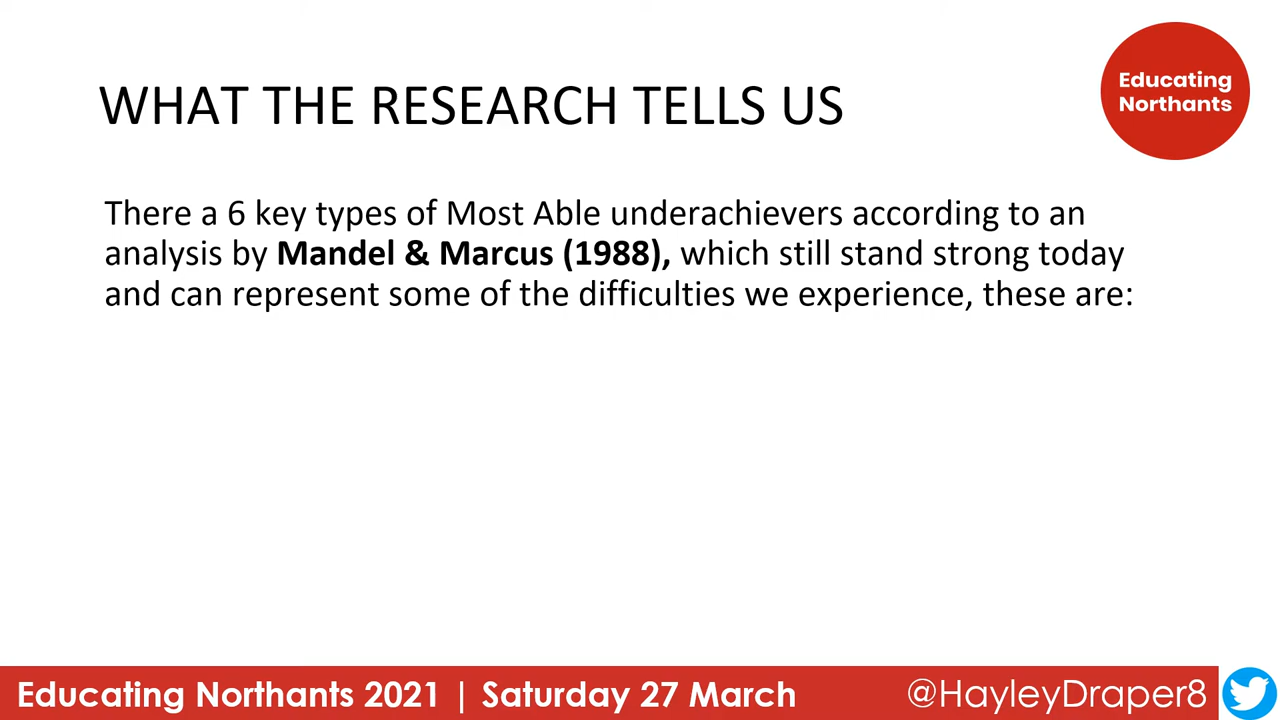 WHAT THE RESEARCH TELLS US
Educating
Northants
There a 6 key types of Most Able underachievers according to an
analysis by Mandel & Marcus (1988), which still stand strong today
and can represent some of the difficulties we experience, these are:
Educating Northants 2021 | Saturday 27 March
@HayleyDraper8